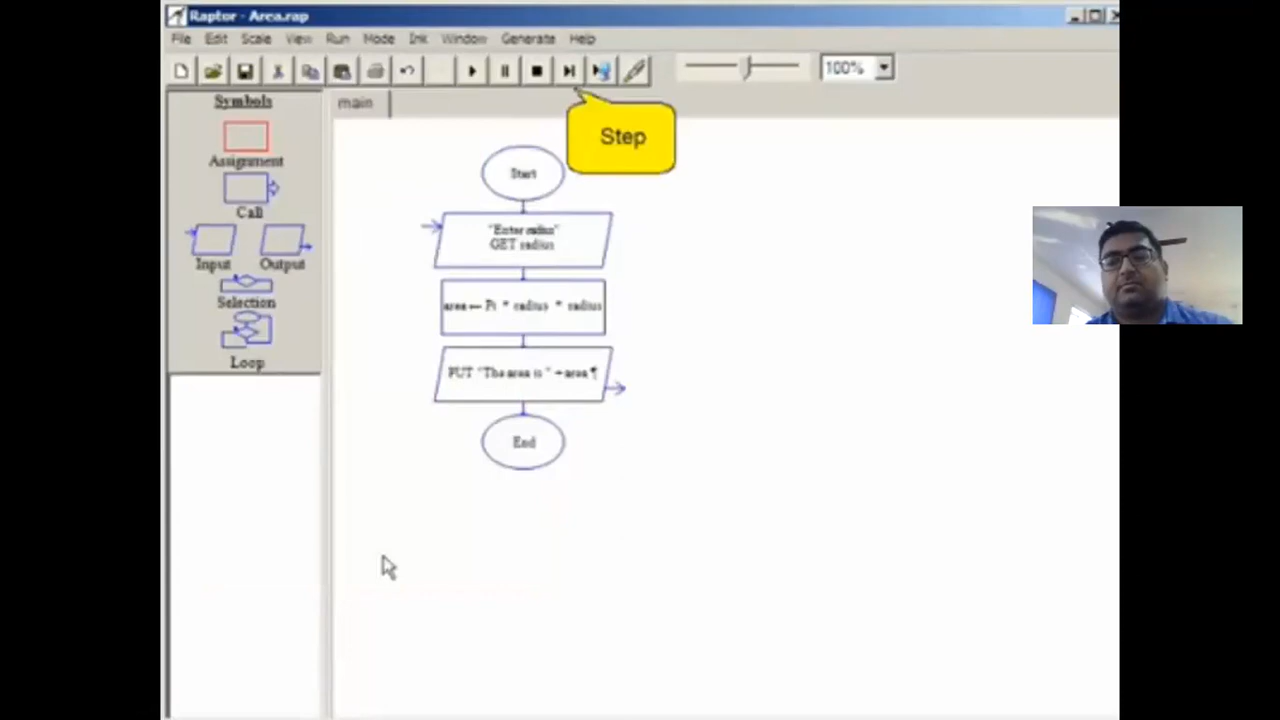 Raptor - Area.rap
File Edit Scale View Run Mode Ink Window Generate Help
100%
Symbols
main
Step
Assignment
Call
Input Output
Selection
Loop
Start
"Enter radius"
GET radius
area ← Pi * radius * radius
PUT "The area is " +area ¶
End